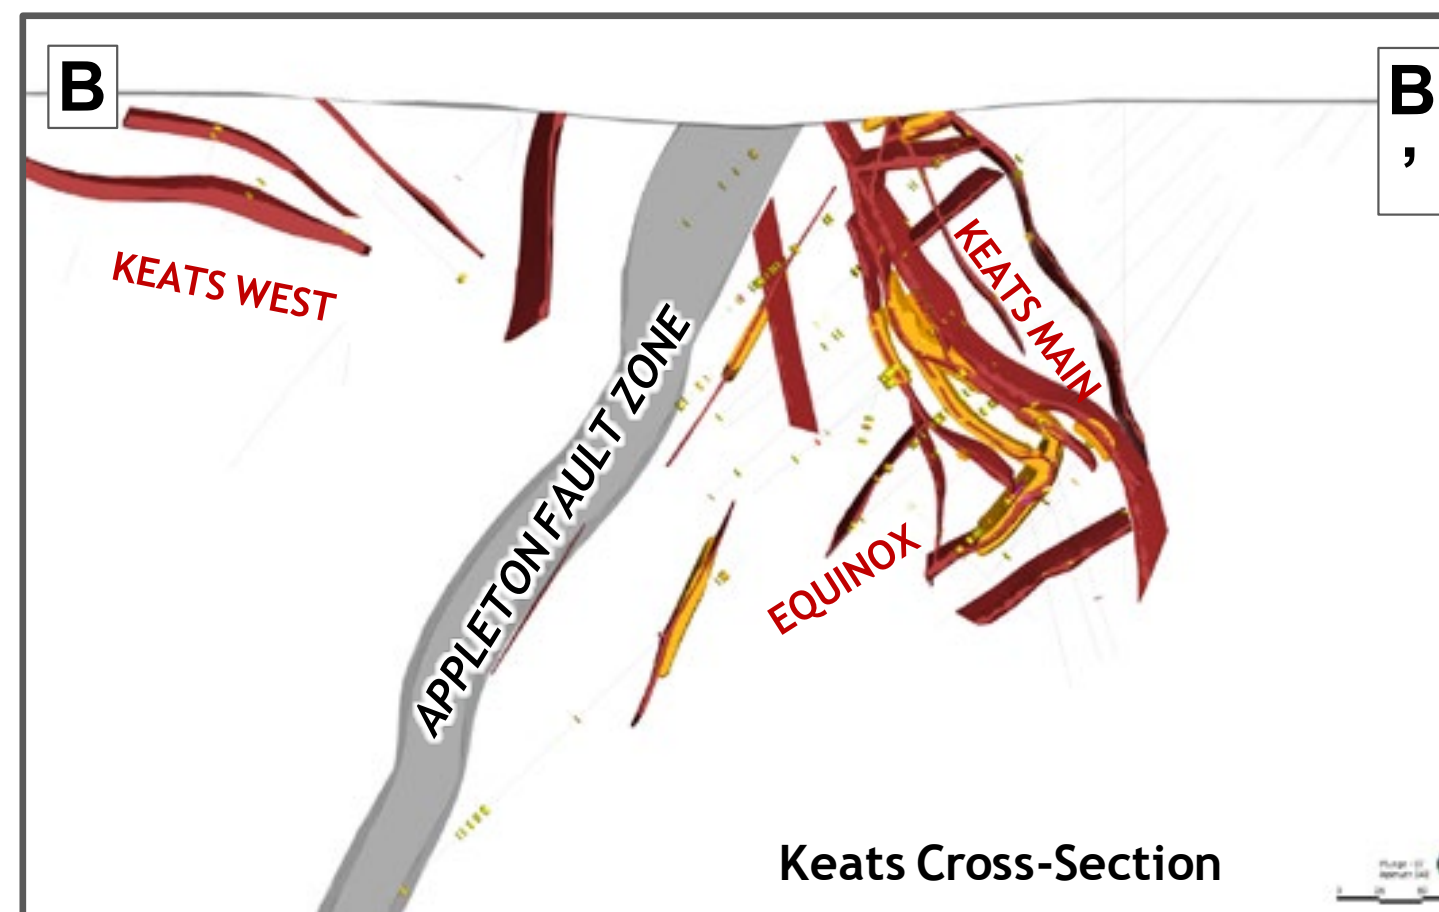 B
B
’
KEATS WEST
KEATS MAIN
APPLETON FAULT ZONE
EQUINOX
Keats Cross-Section